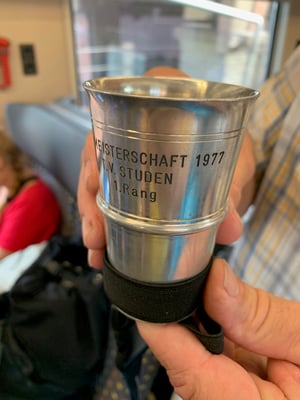 EISTERSCHAFT 1977
.V. STUDEN
1.Rang